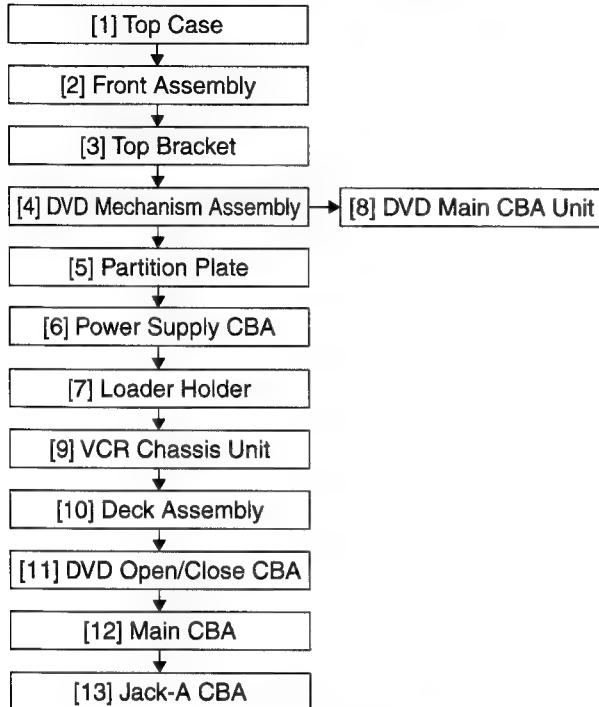 [1] Top Case
[2] Front Assembly
[3] Top Bracket
[4] DVD Mechanism Assembly
[8] DVD Main CBA Unit
[5] Partition Plate
[6] Power Supply CBA
[7] Loader Holder
[9] VCR Chassis Unit
[10] Deck Assembly
[11] DVD Open/Close CBA
[12] Main CBA
[13] Jack-A CBA